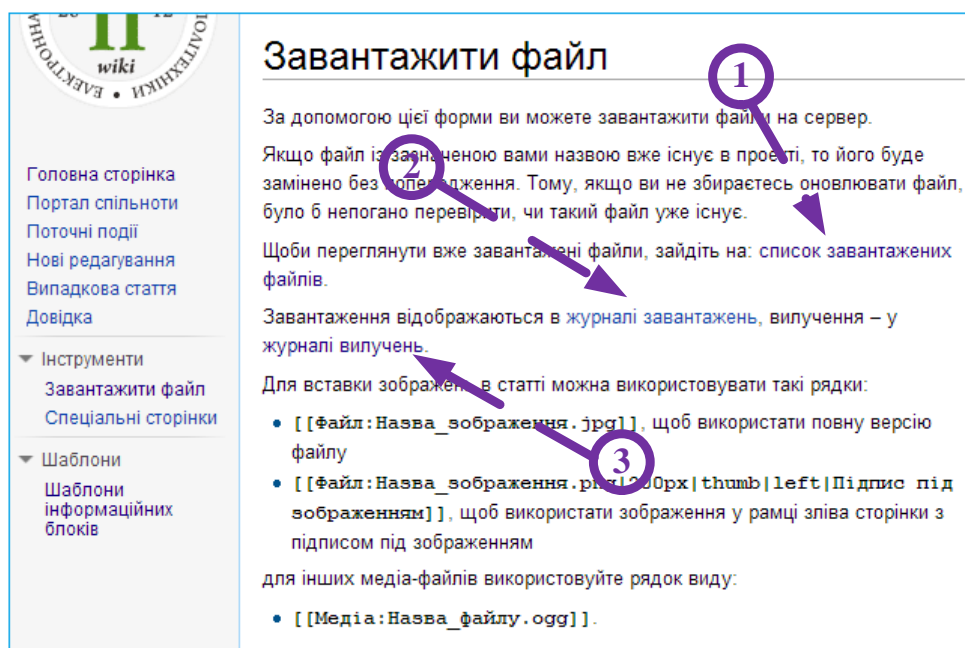 wiki
ЕЛЕКТРОННА
ПОЛІТЕХНІКИ
Головна сторінка
Портал спільноти
Поточні події
Нові редагування
Випадкова стаття
Довідка
Інструменти
Завантажити файл
Спеціальні сторінки
Шаблони
Шаблони
інформаційних
блоків
Завантажити файл
1
За допомогою цієї форми ви можете завантажити файли на сервер.
Якщо файл із зазначеною вами назвою вже існує в проекті, то його буде
2
замінено без попередження. Тому, якщо ви не збираєтесь оновлювати файл,
було б непогано перевірити, чи такий файл уже існує.
Щоби переглянути вже завантажені файли, зайдіть на: список завантажених
файлів.
Завантаження відображаються в журналі завантажень, вилучення – у
журналі вилучень.
Для вставки зображень в статті можна використовувати такі рядки:
[[Файл:Назва_зображення.jpg]], щоб використати повну версію
файлу
3
[[Файл:Назва_зображення.png|200px|thumb|left|Підпис під
зображенням]], щоб використати зображення у рамці зліва сторінки з
підписом під зображенням
для інших медіа-файлів використовуйте рядок виду:
[[Медіа:Назва_файлу.ogg]].